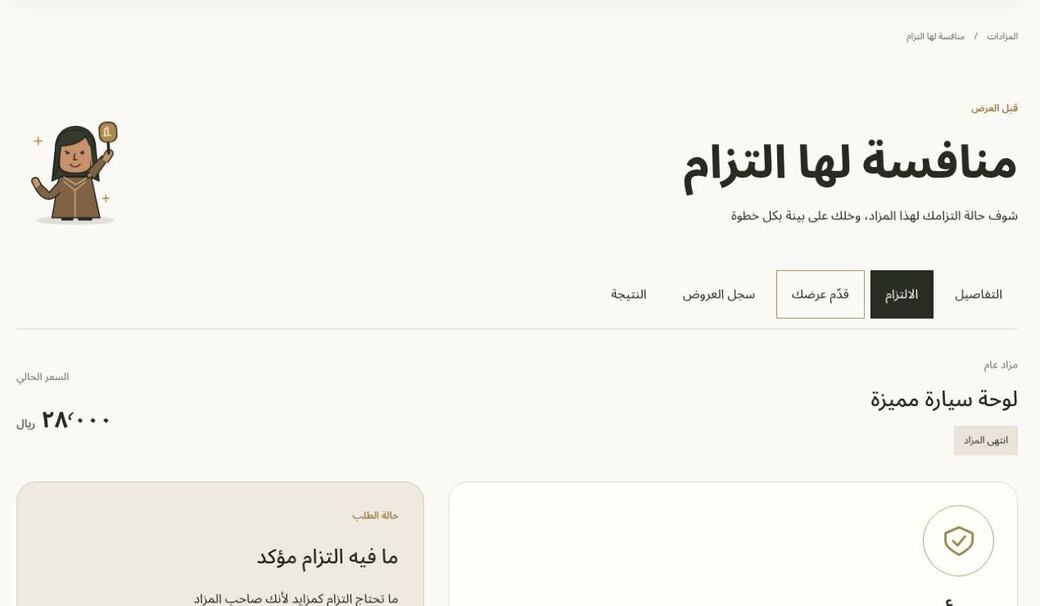 المزادات / منافسة لها التزام
قبل العرض
منافسة لها التزام
شوف حالة التزامك لهذا المزاد، وخلك على بينة بكل خطوة
التفاصيل
الالتزام
قدّم عرضك
سجل العروض
النتيجة
مزاد عام
لوحة سيارة مميزة
انتهى المزاد
السعر الحالي
٢٨٬٠٠٠ ريال
حالة الطلب
ما فيه التزام مؤكد
ما تحتاج التزام كمزايد لأنك صاحب المزاد